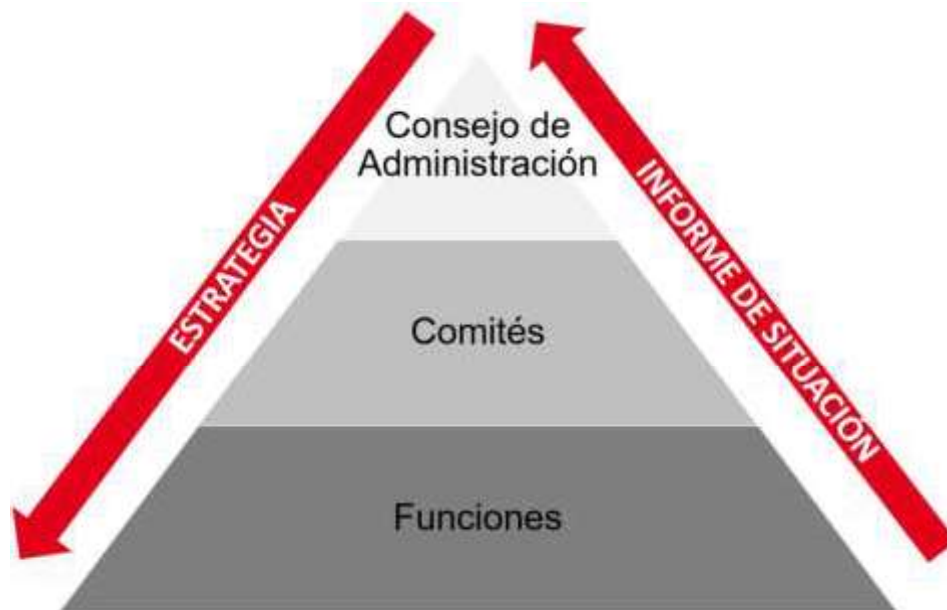 Consejo de
Administración
ESTRATEGIA
INFORME DE SITUACIÓN
Comités
Funciones